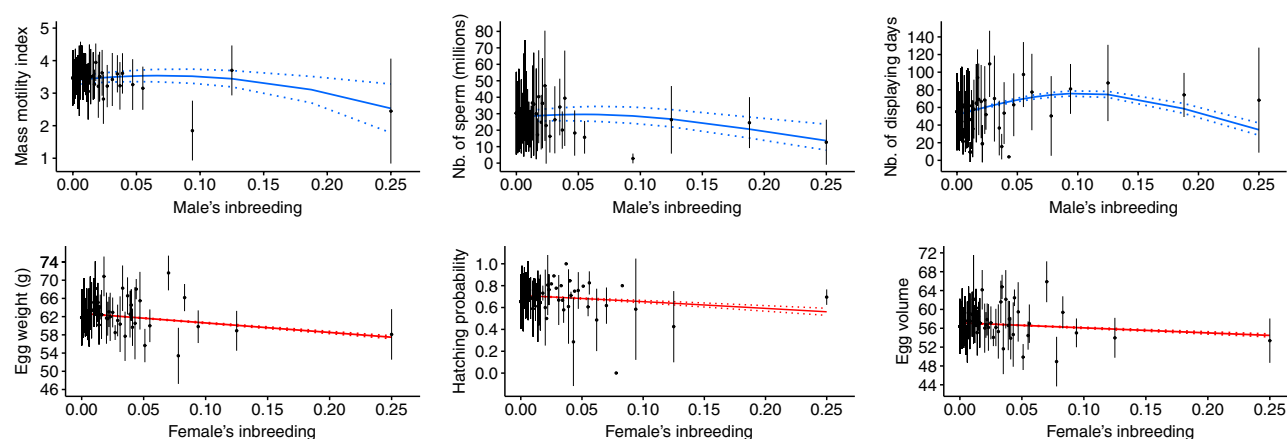 Mass motility index
5
4
3
2
1
0.00 0.05 0.10 0.15 0.20 0.25
Male's inbreeding
Nb. of sperm (millions)
80
70
60
50
40
30
20
10
0
0.00 0.05 0.10 0.15 0.20 0.25
Male's inbreeding
Nb. of displaying days
140
120
100
80
60
40
20
0
0.00 0.05 0.10 0.15 0.20 0.25
Male's inbreeding
Egg weight (g)
74
70
66
62
58
54
50
46
0.00 0.05 0.10 0.15 0.20 0.25
Female's inbreeding
Hatching probability
1.0
0.8
0.6
0.4
0.2
0.0
0.00 0.05 0.10 0.15 0.20 0.25
Female's inbreeding
Egg volume
72
68
64
60
56
52
48
44
0.00 0.05 0.10 0.15 0.20 0.25
Female's inbreeding